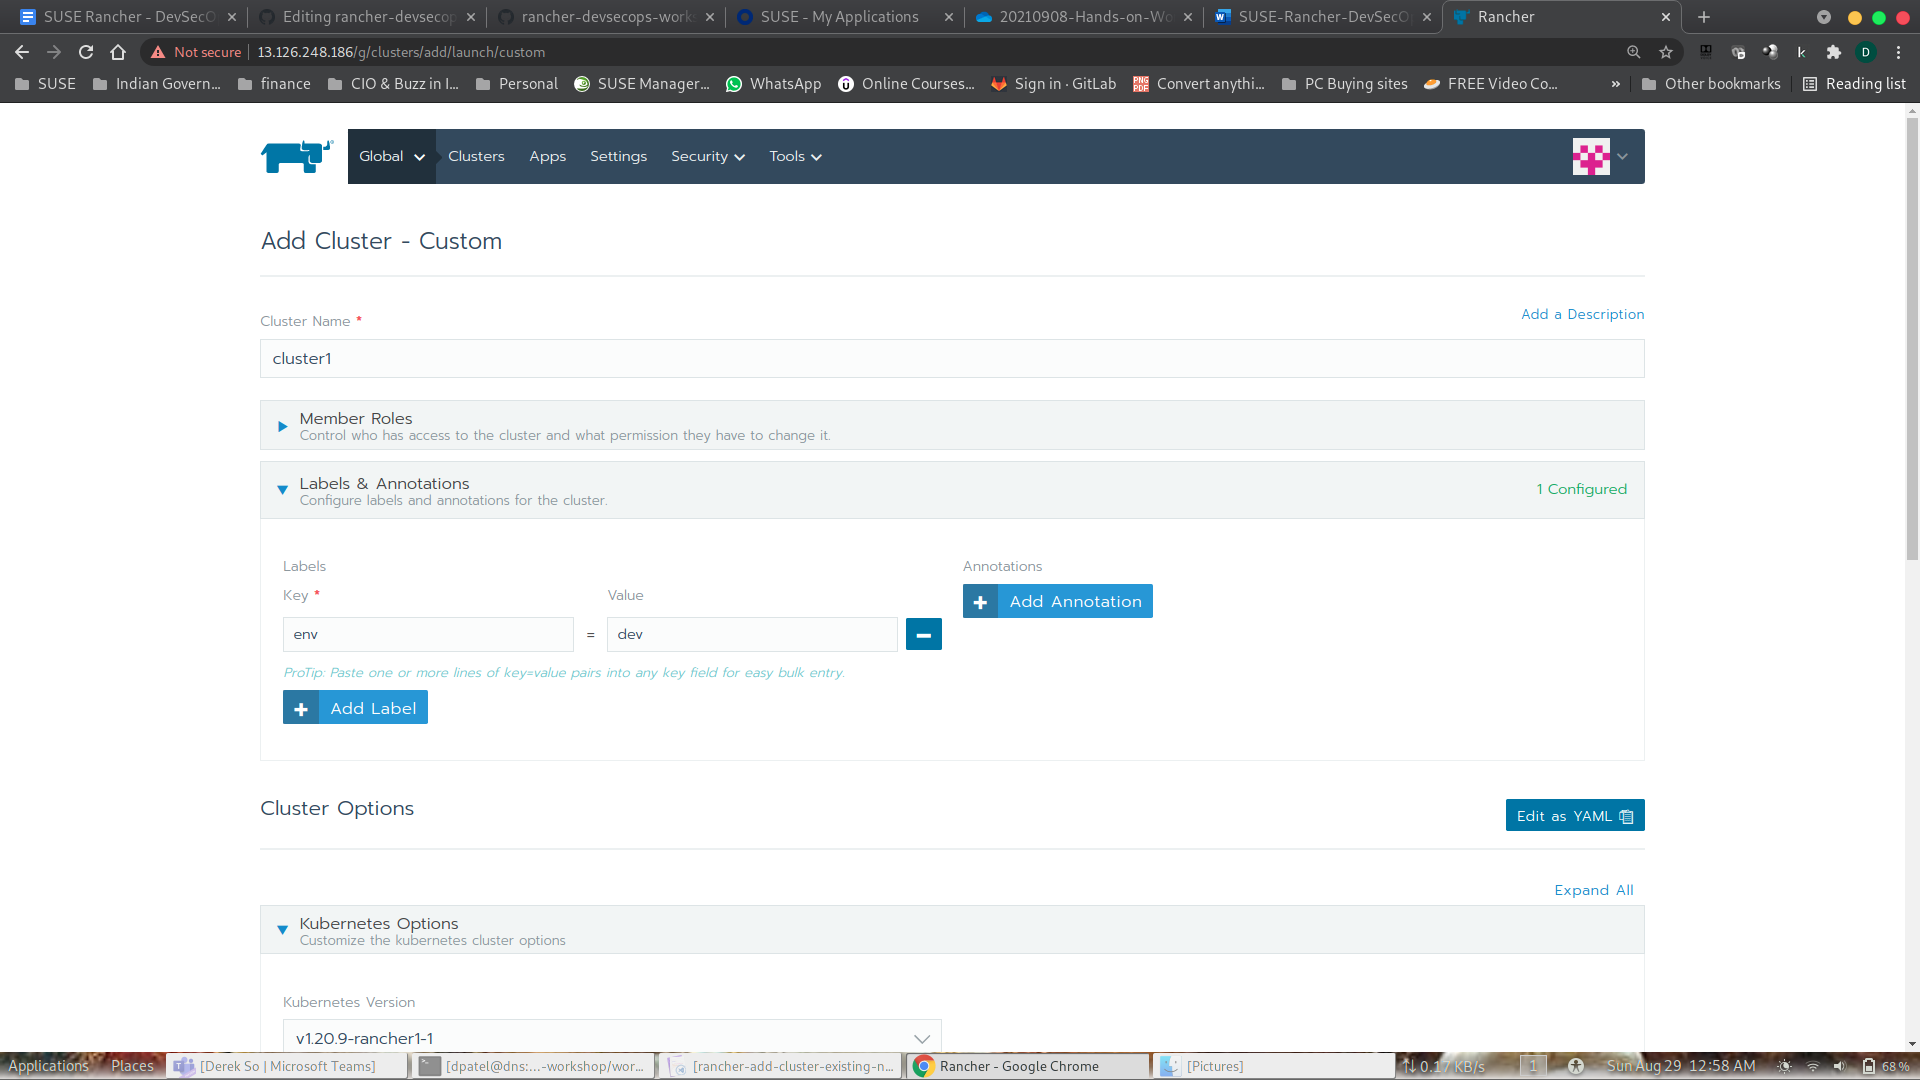 SUSE Rancher - DevSecO
Editing rancher-devsecop
rancher-devsecops-works
SUSE - My Applications
20210908-Hands-on-Wo
SUSE-Rancher-DevSecO
Rancher
Not secure
13.126.248.186/g/clusters/add/launch/custom
D
SUSE
Indian Govern...
finance
CIO & Buzz in I...
Personal
SUSE Manager...
WhatsApp
Online Courses...
Sign in · GitLab
Convert anythi...
PC Buying sites
FREE Video Co...
»
Other bookmarks
Reading list
Global
Clusters
Apps
Settings
Security
Tools
Add Cluster - Custom
Cluster Name *
Add a Description
cluster1
Member Roles
Control who has access to the cluster and what permission they have to change it.
Labels & Annotations
Configure labels and annotations for the cluster.
1 Configured
Labels
Annotations
Key *
Value
Add Annotation
env
=
dev
ProTip: Paste one or more lines of key=value pairs into any key field for easy bulk entry.
Add Label
Cluster Options
Edit as YAML
Expand All
Kubernetes Options
Customize the kubernetes cluster options
Kubernetes Version
v1.20.9-rancher1-1
Applications
Places
[Derek So | Microsoft Teams]
[dpatel@dns:...-workshop/wor...
[rancher-add-cluster-existing-n...
Rancher - Google Chrome
[Pictures]
0.17 KB/s
1
Sun Aug 29 12:58 AM
68 %